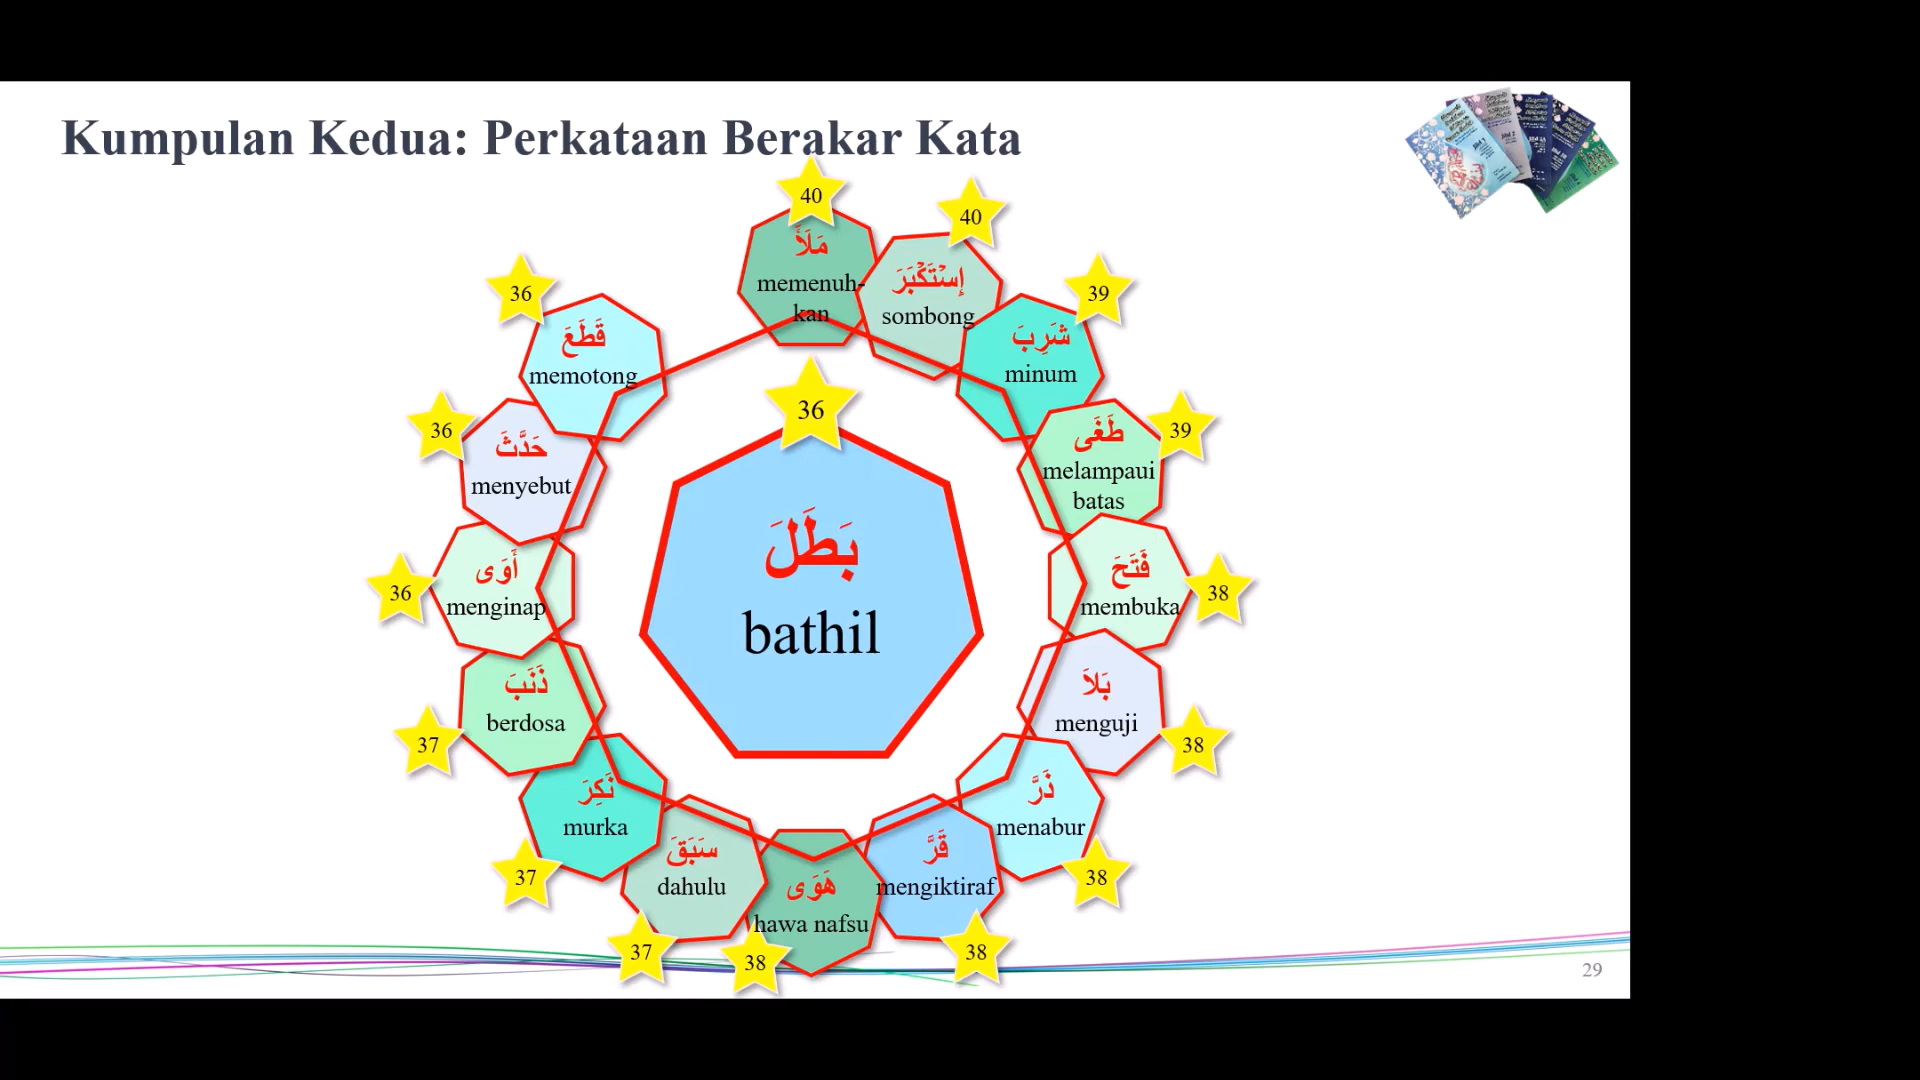 Kumpulan Kedua: Perkataan Berakar Kata
40
مَلَأَ
memenuh-
kan
40
إِسْتَكْبَرَ
sombong
39
شَرِبَ
minum
39
طَغَى
melampaui
batas
38
فَتَحَ
membuka
38
بَلاَ
menguji
38
ذَرَّ
menabur
38
قَرَّ
mengiktiraf
38
هَوَى
hawa nafsu
37
سَبَقَ
dahulu
37
نَكِرَ
murka
37
ذَنَبَ
berdosa
36
أَوَى
menginap
36
حَدَّثَ
menyebut
36
قَطَعَ
memotong
36
بَطَلَ
bathil
29